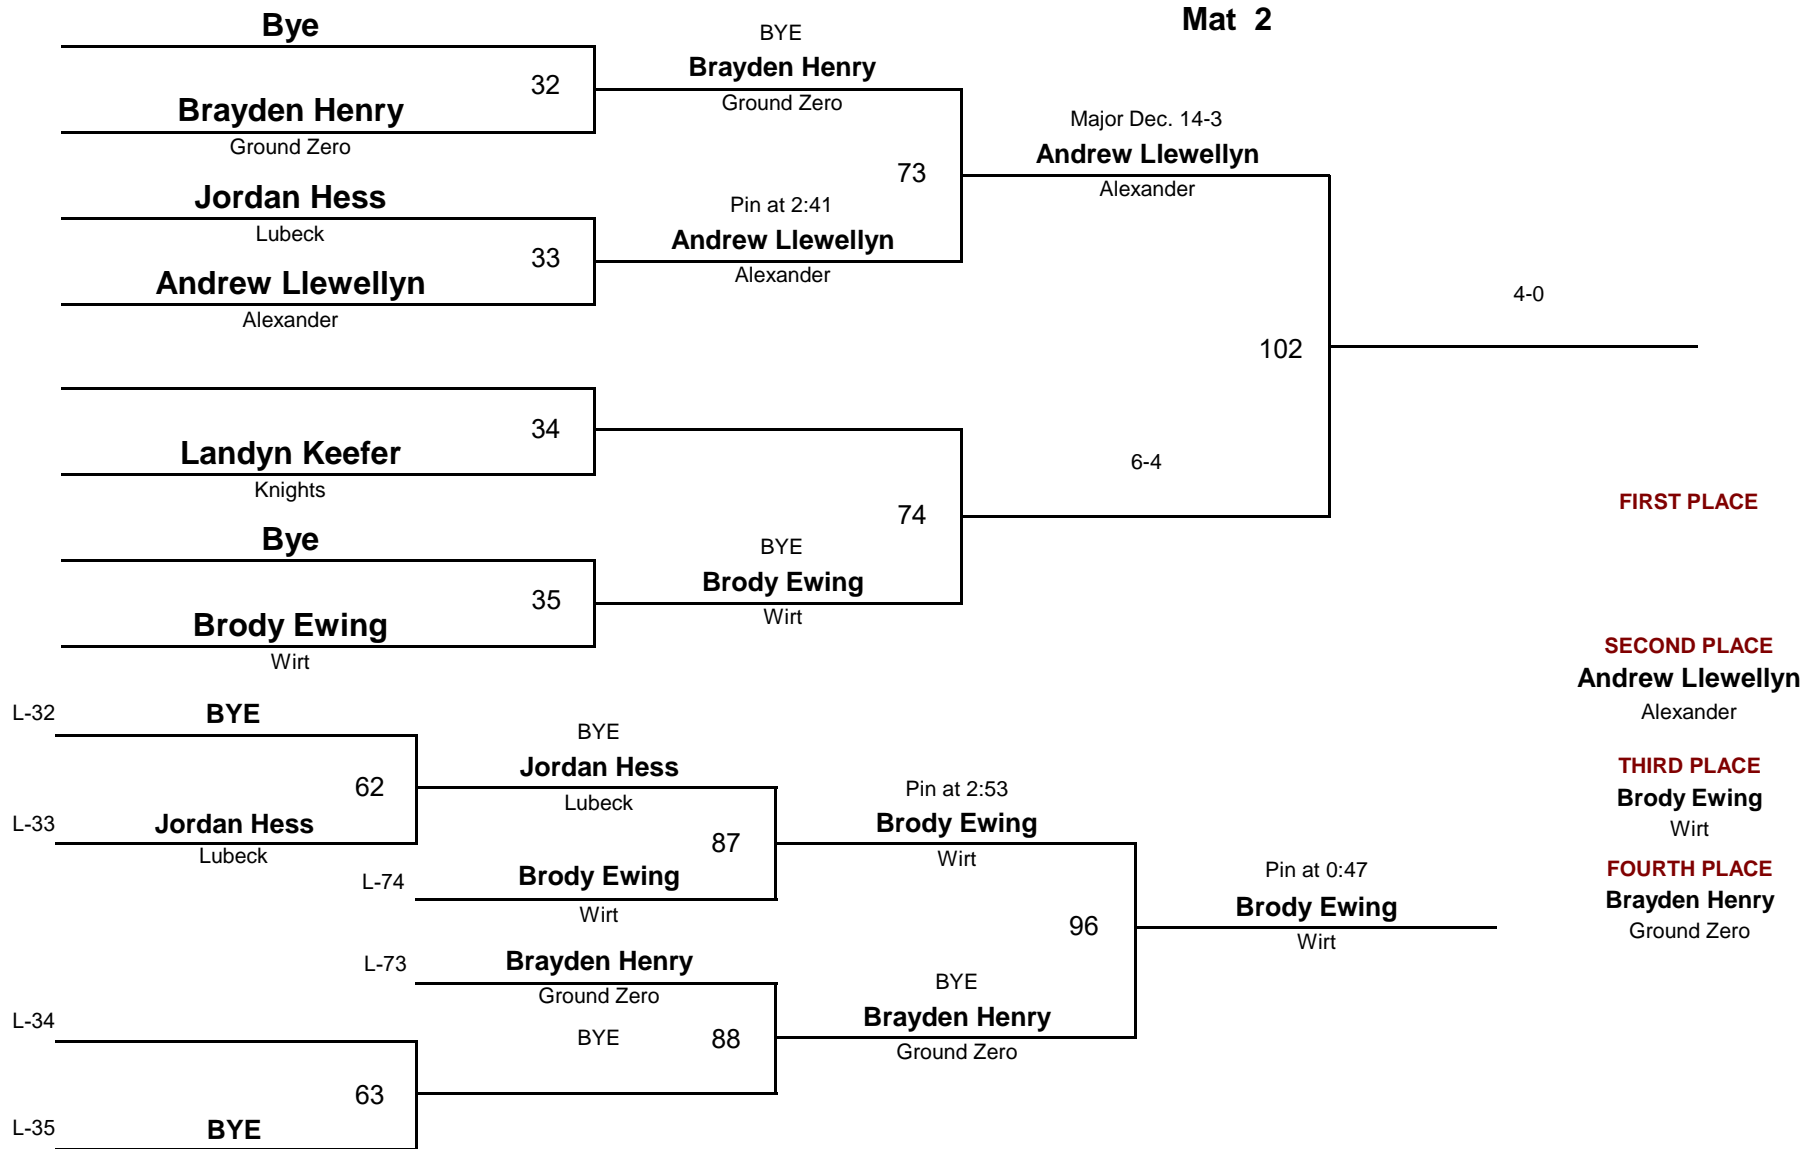 Mat 2
Bye
32
Brayden Henry
Ground Zero
Jordan Hess
Lubeck
33
Andrew Llewellyn
Alexander
34
Landyn Keefer
Knights
Bye
35
Brody Ewing
Wirt
BYE
Brayden Henry
Ground Zero
73
Pin at 2:41
Andrew Llewellyn
Alexander
74
BYE
Brody Ewing
Wirt
Major Dec. 14-3
Andrew Llewellyn
Alexander
102
6-4
4-0
FIRST PLACE
SECOND PLACE
Andrew Llewellyn
Alexander
THIRD PLACE
Brody Ewing
Wirt
FOURTH PLACE
Brayden Henry
Ground Zero
L-32
BYE
62
L-33
Jordan Hess
Lubeck
BYE
Jordan Hess
Lubeck
87
L-74
Brody Ewing
Wirt
L-73
Brayden Henry
Ground Zero
BYE
88
L-34
63
L-35
BYE
Pin at 2:53
Brody Ewing
Wirt
96
BYE
Brayden Henry
Ground Zero
Pin at 0:47
Brody Ewing
Wirt